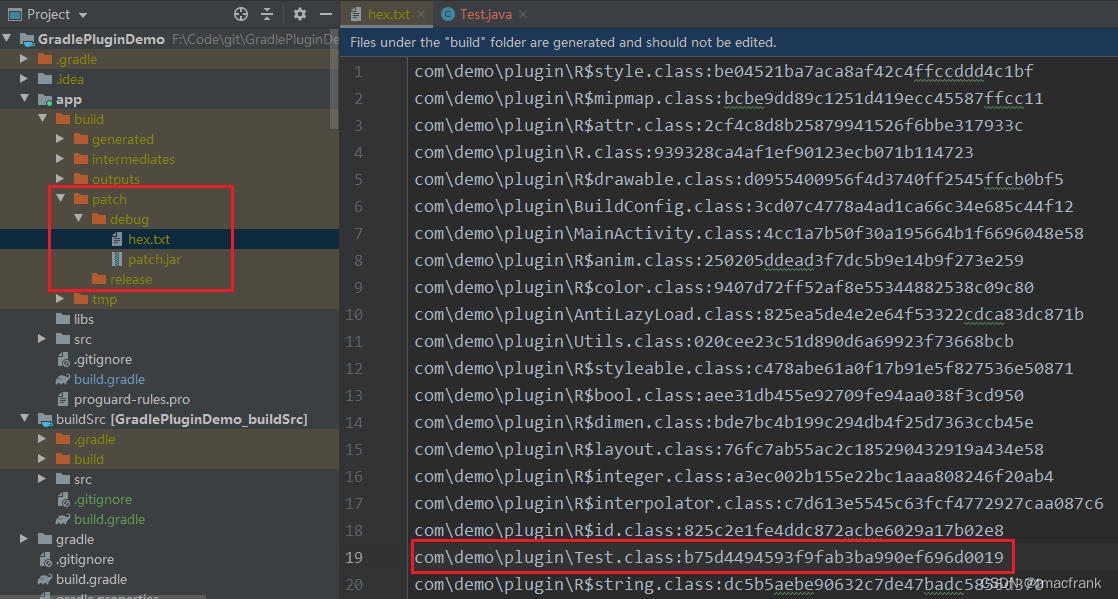 Project
hex.txt
Test.java
GradlePluginDemo F:\Code\git\GradlePluginDe
.gradle
.idea
app
build
generated
intermediates
outputs
patch
debug
hex.txt
patch.jar
release
tmp
libs
src
.gitignore
build.gradle
proguard-rules.pro
buildSrc [GradlePluginDemo_buildSrc]
.gradle
build
src
.gitignore
build.gradle
gradle
.gitignore
build.gradle
gradle.properties
Files under the "build" folder are generated and should not be edited.
1 com\demo\plugin\R$style.class:be04521ba7aca8af42c4ffccddd4c1bf
2 com\demo\plugin\R$mipmap.class:bcbe9dd89c1251d419ecc45587ffcc11
3 com\demo\plugin\R$attr.class:2cf4c8d8b25879941526f6bbe317933c
4 com\demo\plugin\R.class:939328ca4af1ef90123ecb071b114723
5 com\demo\plugin\R$drawable.class:d0955400956f4d3740ff2545ffcb0bf5
6 com\demo\plugin\BuildConfig.class:3cd07c4778a4ad1ca66c34e685c44f12
7 com\demo\plugin\MainActivity.class:4cc1a7b50f30a195664b1f6696048e58
8 com\demo\plugin\R$anim.class:250205ddead3f7dc5b9e14b9f273e259
9 com\demo\plugin\R$color.class:9407d72ff52af8e55344882538c09c80
10 com\demo\plugin\AntiLazyLoad.class:825ea5de4e2e64f53322cdca83dc871b
11 com\demo\plugin\Utils.class:020cee23c51d890d6a69923f73668bcb
12 com\demo\plugin\R$styleable.class:c478abe61a0f17b91e5f827536e50871
13 com\demo\plugin\R$bool.class:aee31db455e92709fe94aa038f3cd950
14 com\demo\plugin\R$dimen.class:bde7bc4b199c294db4f25d7363ccb45e
15 com\demo\plugin\R$layout.class:76fc7ab55ac2c185290432919a434e58
16 com\demo\plugin\R$integer.class:a3ec002b155e22bc1aaa808246f20ab4
17 com\demo\plugin\R$interpolator.class:c7d613e5545c63fcf4772927caa087c6
18 com\demo\plugin\R$id.class:825c2e1fe4ddc872acbe6029a17b02e8
19 com\demo\plugin\Test.class:b75d4494593f9fab3ba990ef696d0019
20 com\demo\plugin\R$string.class:dc5b5aebe90632c7de47badc5856d370
CSDN @macfrank